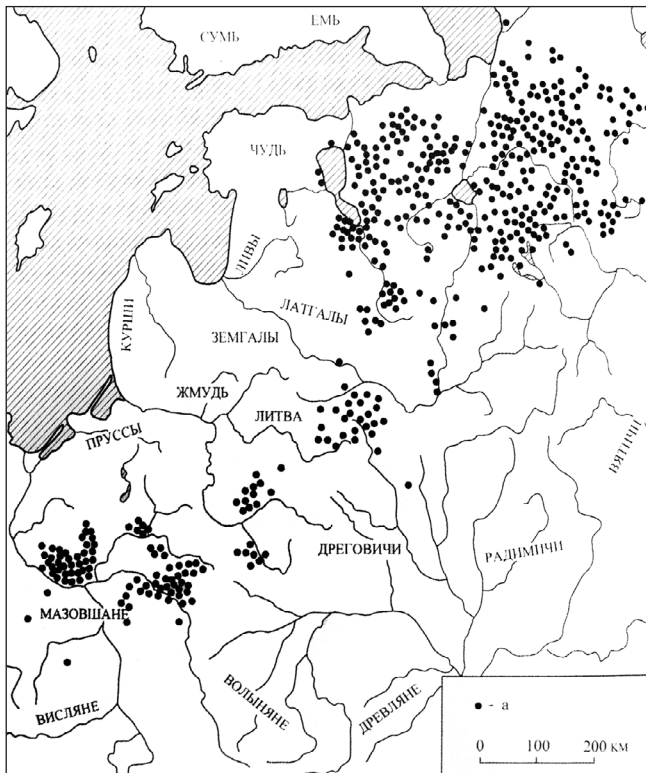 СУМЬ
ЕМЬ
ЧУДЬ
ЛИВЫ
КУРШИ
ЛАТГАЛЫ
ЗЕМГАЛЫ
ЖМУДЬ
ЛИТВА
ПРУССЫ
ВЯТИЧИ
ДРЕГОВИЧИ
РАДИМИЧИ
МАЗОВШАНЕ
ВИСЛЯНЕ
ВОЛЫНЯНЕ
ДРЕВЛЯНЕ
- а
0 100 200 КМ